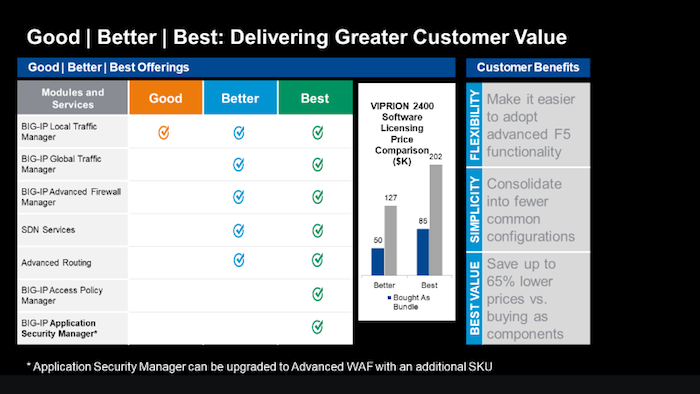 Good | Better | Best: Delivering Greater Customer Value
Good | Better | Best Offerings
Modules and
Services
Good
Better
Best
BIG-IP Local Traffic
Manager
BIG-IP Global Traffic
Manager
BIG-IP Advanced Firewall
Manager
SDN Services
Advanced Routing
BIG-IP Access Policy
Manager
BIG-IP Application
Security Manager*
VIPRION 2400
Software
Licensing
Price
Comparison
($K)
202
127
85
50
Better
Best
Bought As
Bundle
Customer Benefits
FLEXIBILITY
Make it easier
to adopt
advanced F5
functionality
SIMPLICITY
Consolidate
into fewer
common
configurations
BEST VALUE
Save up to
65% lower
prices vs.
buying as
components
* Application Security Manager can be upgraded to Advanced WAF with an additional SKU